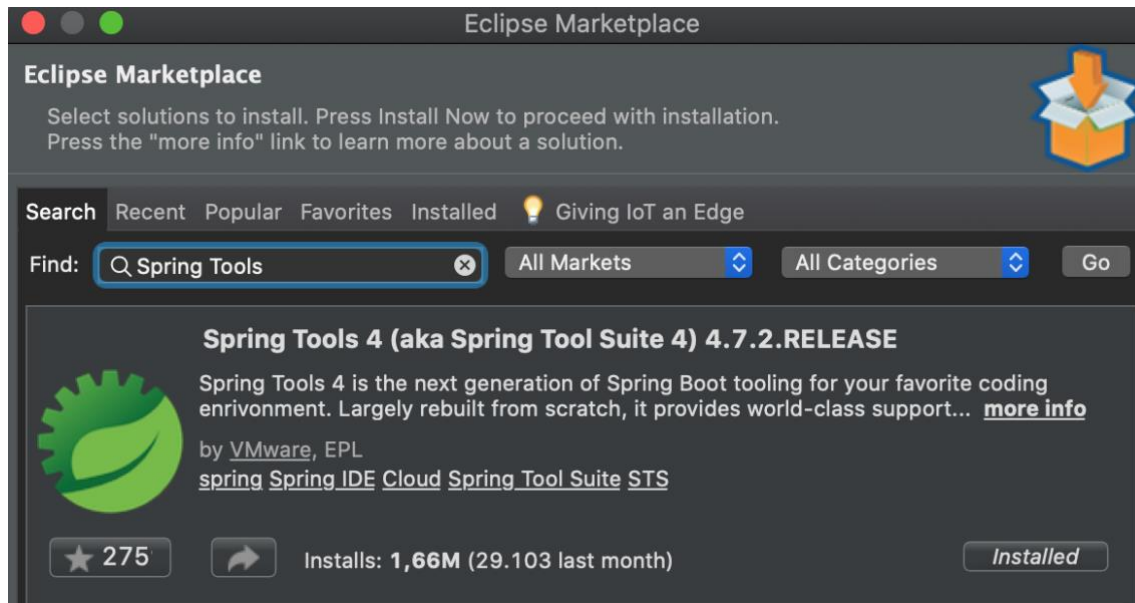 Eclipse Marketplace
Eclipse Marketplace
Select solutions to install. Press Install Now to proceed with installation.
Press the "more info" link to learn more about a solution.
Search Recent Popular Favorites Installed Giving IoT an Edge
Find: Spring Tools All Markets All Categories Go
Spring Tools 4 (aka Spring Tool Suite 4) 4.7.2.RELEASE
Spring Tools 4 is the next generation of Spring Boot tooling for your favorite coding
enrivonment. Largely rebuilt from scratch, it provides world-class support... more info
by VMware, EPL
spring Spring IDE Cloud Spring Tool Suite STS
275 Installs: 1,66M (29.103 last month) Installed